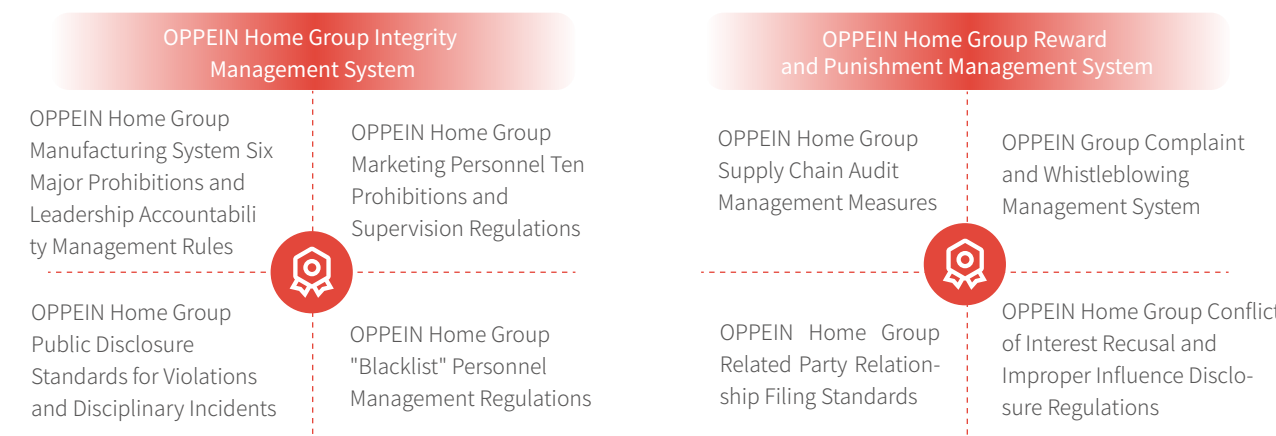 OPPEIN Home Group Integrity
Management System
OPPEIN Home Group
Manufacturing System Six
Major Prohibitions and
Leadership Accountabili
ty Management Rules
OPPEIN Home Group
Marketing Personnel Ten
Prohibitions and
Supervision Regulations
OPPEIN Home Group
Public Disclosure
Standards for Violations
and Disciplinary Incidents
OPPEIN Home Group
"Blacklist" Personnel
Management Regulations
OPPEIN Home Group Reward
and Punishment Management System
OPPEIN Home Group
Supply Chain Audit
Management Measures
OPPEIN Group Complaint
and Whistleblowing
Management System
OPPEIN Home Group
Related Party Relation-
ship Filing Standards
OPPEIN Home Group Conflict
of Interest Recusal and
Improper Influence Disclo-
sure Regulations